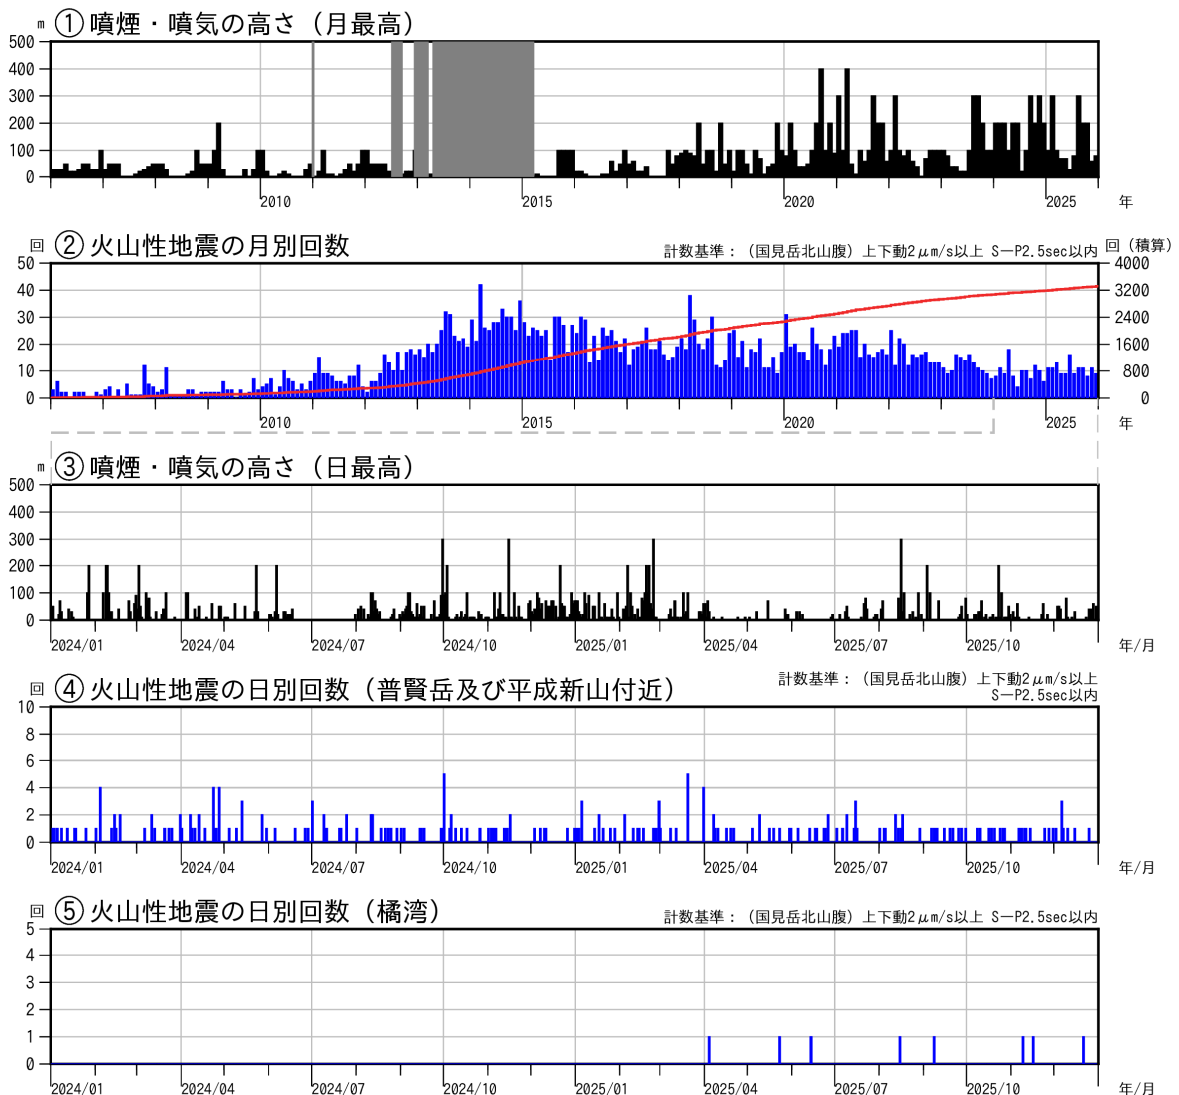 m ①噴煙・噴気の高さ（月最高）
500
400
300
200
100
0
2010 2015 2020 2025 年
回 ②火山性地震の月別回数 計数基準：（国見岳北山腹）上下動2μm/s以上 S－P2.5sec以内 回（積算）
50 4000
40 3200
30 2400
20 1600
10 800
0 0
2010 2015 2020 2025 年
m ③噴煙・噴気の高さ（日最高）
500
400
300
200
100
0
2024/01 2024/04 2024/07 2024/10 2025/01 2025/04 2025/07 2025/10 年/月
回 ④火山性地震の日別回数（普賢岳及び平成新山付近） 計数基準：（国見岳北山腹）上下動2μm/s以上
S－P2.5sec以内
10
8
6
4
2
0
2024/01 2024/04 2024/07 2024/10 2025/01 2025/04 2025/07 2025/10 年/月
回 ⑤火山性地震の日別回数（橘湾） 計数基準：（国見岳北山腹）上下動2μm/s以上 S－P2.5sec以内
5
4
3
2
1
0
2024/01 2024/04 2024/07 2024/10 2025/01 2025/04 2025/07 2025/10 年/月